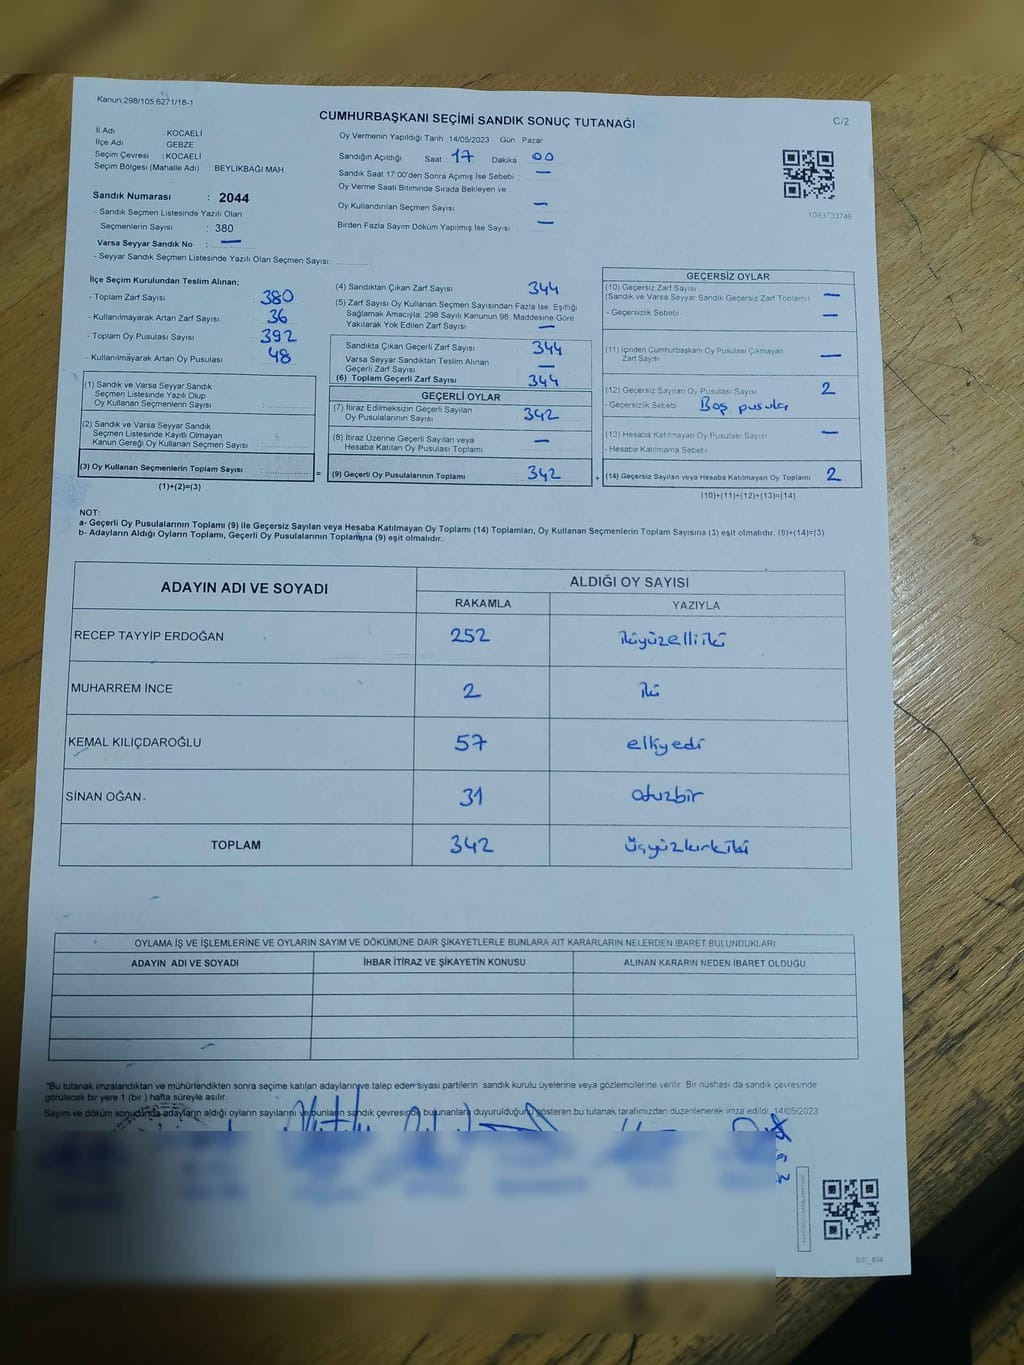 Kanun.298/105,6271/18-1
C/2
CUMHURBAŞKANI SEÇİMİ SANDIK SONUÇ TUTANAĞI
İl Adı : KOCAELİ
İlçe Adı : GEBZE
Seçim Çevresi : KOCAELİ
Seçim Bölgesi (Mahalle Adı) : BEYLİKBAĞI MAH
Sandık Numarası : 2044
- Sandık Seçmen Listesinde Yazılı Olan
Seçmenlerin Sayısı : 380
Varsa Seyyar Sandık No : —
- Seyyar Sandık Seçmen Listesinde Yazılı Olan Seçmen Sayısı:
Oy Vermenin Yapıldığı Tarih :14/05/2023 Gün Pazar
Sandığın Açıldığı Saat : 17 Dakika : 00
Sandık Saat 17:00'den Sonra Açımış İse Sebebi : —
Oy Verme Saati Bitiminde Sırada Bekleyen ve
Oy Kullandırılan Seçmen Sayısı : —
Birden Fazla Sayım Döküm Yapılmış İse Sayısı : —
1093733746
İlçe Seçim Kurulundan Teslim Alınan;
- Toplam Zarf Sayısı : 380
- Kullanılmayarak Artan Zarf Sayısı : 36
- Toplam Oy Pusulası Sayısı : 392
- Kullanılmayarak Artan Oy Pusulası : 48
(1) Sandık ve Varsa Seyyar Sandık
Seçmen Listesinde Yazılı Olup
Oy Kullanan Seçmenlerin Sayısı
(2) Sandık ve Varsa Seyyar Sandık
Seçmen Listesinde Kayıtlı Olmayan
Kanun Gereği Oy Kullanan Seçmen Sayısı
(3) Oy Kullanan Seçmenlerin Toplam Sayısı
(1)+(2)=(3)
(4) Sandıktan Çıkan Zarf Sayısı : 344
(5) Zarf Sayısı Oy Kullanan Seçmen Sayısından Fazla İse, Eşitliği
Sağlamak Amacıyla; 298 Sayılı Kanunun 98. Maddesine Göre
Yakılarak Yok Edilen Zarf Sayısı : —
Sandıkta Çıkan Geçerli Zarf Sayısı : 344
Varsa Seyyar Sandıktan Teslim Alınan
Geçerli Zarf Sayısı : —
(6) Toplam Geçerli Zarf Sayısı : 344
GEÇERLİ OYLAR
(7) İtiraz Edilmeksizin Geçerli Sayılan
Oy Pusulalarının Sayısı : 342
(8) İtiraz Üzerine Geçerli Sayılan veya
Hesaba Katılan Oy Pusulaları Toplamı : —
= (9) Geçerli Oy Pusulalarının Toplamı : 342 +
GEÇERSİZ OYLAR
(10) Geçersiz Zarf Sayısı
(Sandık ve Varsa Seyyar Sandık Geçersiz Zarf Toplamı) : —
- Geçersizlik Sebebi : —
(11) İçinden Cumhurbaşkanı Oy Pusulası Çıkmayan
Zarf Sayısı : —
(12) Geçersiz Sayılan Oy Pusulası Sayısı : 2
- Geçersizlik Sebebi : Boş pusula
(13) Hesaba Katılmayan Oy Pusulası Sayısı : —
- Hesaba Katılmama Sebebi
(14) Geçersiz Sayılan veya Hesaba Katılmayan Oy Toplamı : 2
(10)+(11)+(12)+(13)=(14)
NOT:
a- Geçerli Oy Pusulalarının Toplamı (9) ile Geçersiz Sayılan veya Hesaba Katılmayan Oy Toplamı (14) Toplamları, Oy Kullanan Seçmenlerin Toplam Sayısına (3) eşit olmalıdır. (9)+(14)=(3)
b- Adayların Aldığı Oyların Toplamı, Geçerli Oy Pusulalarının Toplamına (9) eşit olmalıdır.
ADAYIN ADI VE SOYADI
ALDIĞI OY SAYISI
RAKAMLA YAZIYLA
RECEP TAYYİP ERDOĞAN 252 ikiyüzelliiki
MUHARREM İNCE 2 iki
KEMAL KILIÇDAROĞLU 57 elliyedi
SİNAN OĞAN 31 otuzbir
TOPLAM 342 üçyüzkırkiki
OYLAMA İŞ VE İŞLEMLERİNE VE OYLARIN SAYIM VE DÖKÜMÜNE DAİR ŞİKAYETLERLE BUNLARA AİT KARARLARIN NELERDEN İBARET BULUNDUKLARI
ADAYIN ADI VE SOYADI İHBAR İTİRAZ VE ŞİKAYETİN KONUSU ALINAN KARARIN NEDEN İBARET OLDUĞU
*Bu tutanak imzalandıktan ve mühürlendikten sonra seçime katılan adayların ve talep eden siyasi partilerin sandık kurulu üyelerine veya gözlemcilerine verilir. Bir nüshası da sandık çevresinde
görülecek bir yere 1 (bir) hafta süreyle asılır.
Sayım ve döküm sonucunda adayların aldığı oyların sayılarını ve bunların sandık çevresinde bulunanlara duyurulduğunu gösteren bu tutanak tarafımızdan düzenlenerek imza edildi. 14/05/2023